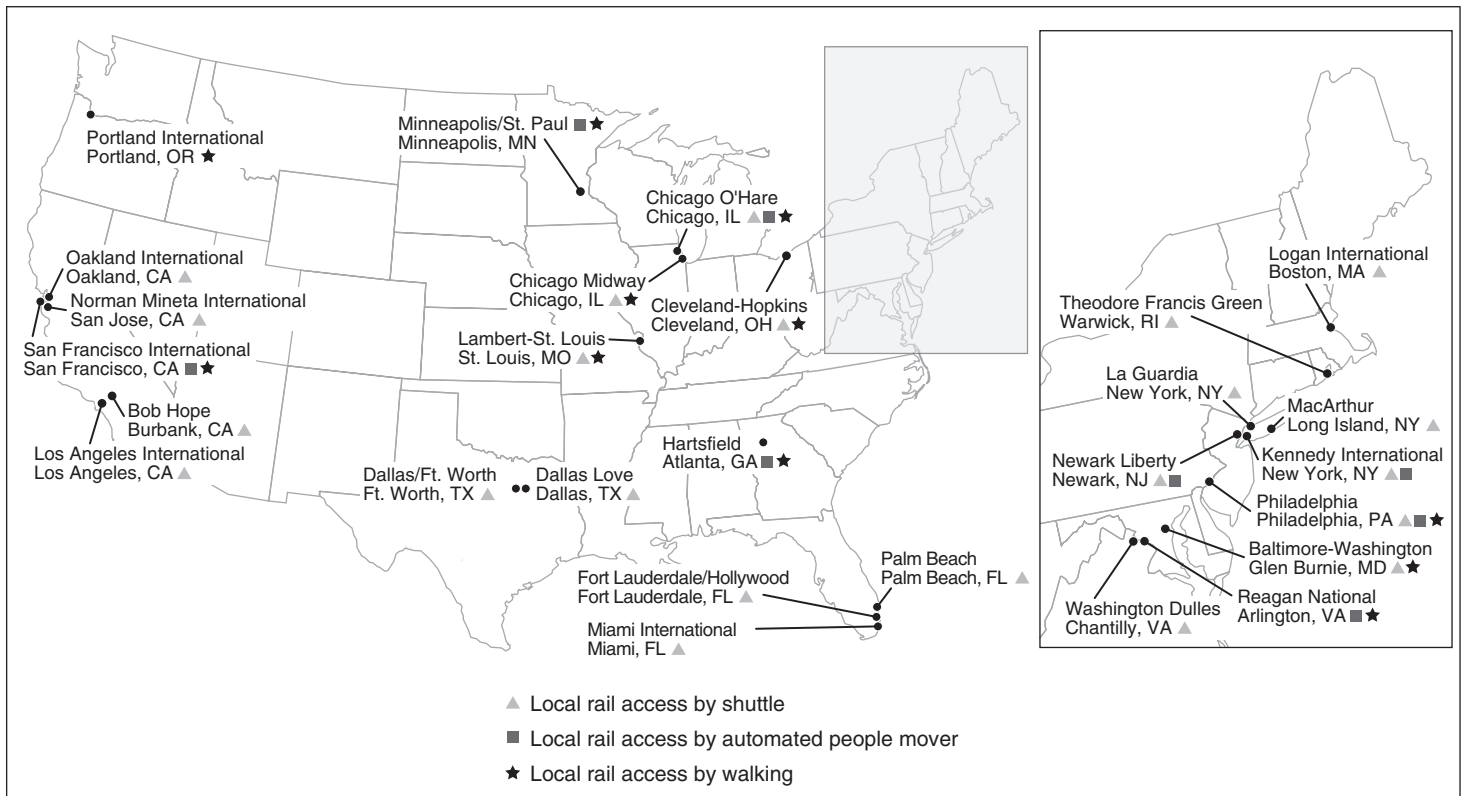 Portland International
Portland, OR
Minneapolis/St. Paul
Minneapolis, MN
Chicago O'Hare
Chicago, IL
Oakland International
Oakland, CA
Norman Mineta International
San Jose, CA
San Francisco International
San Francisco, CA
Chicago Midway
Chicago, IL
Cleveland-Hopkins
Cleveland, OH
Lambert-St. Louis
St. Louis, MO
Bob Hope
Burbank, CA
Los Angeles International
Los Angeles, CA
Hartsfield
Atlanta, GA
Dallas/Ft. Worth
Ft. Worth, TX
Dallas Love
Dallas, TX
Palm Beach
Palm Beach, FL
Fort Lauderdale/Hollywood
Fort Lauderdale, FL
Miami International
Miami, FL
Logan International
Boston, MA
Theodore Francis Green
Warwick, RI
La Guardia
New York, NY
MacArthur
Long Island, NY
Newark Liberty
Newark, NJ
Kennedy International
New York, NY
Philadelphia
Philadelphia, PA
Baltimore-Washington
Glen Burnie, MD
Reagan National
Arlington, VA
Washington Dulles
Chantilly, VA
Local rail access by shuttle
Local rail access by automated people mover
Local rail access by walking